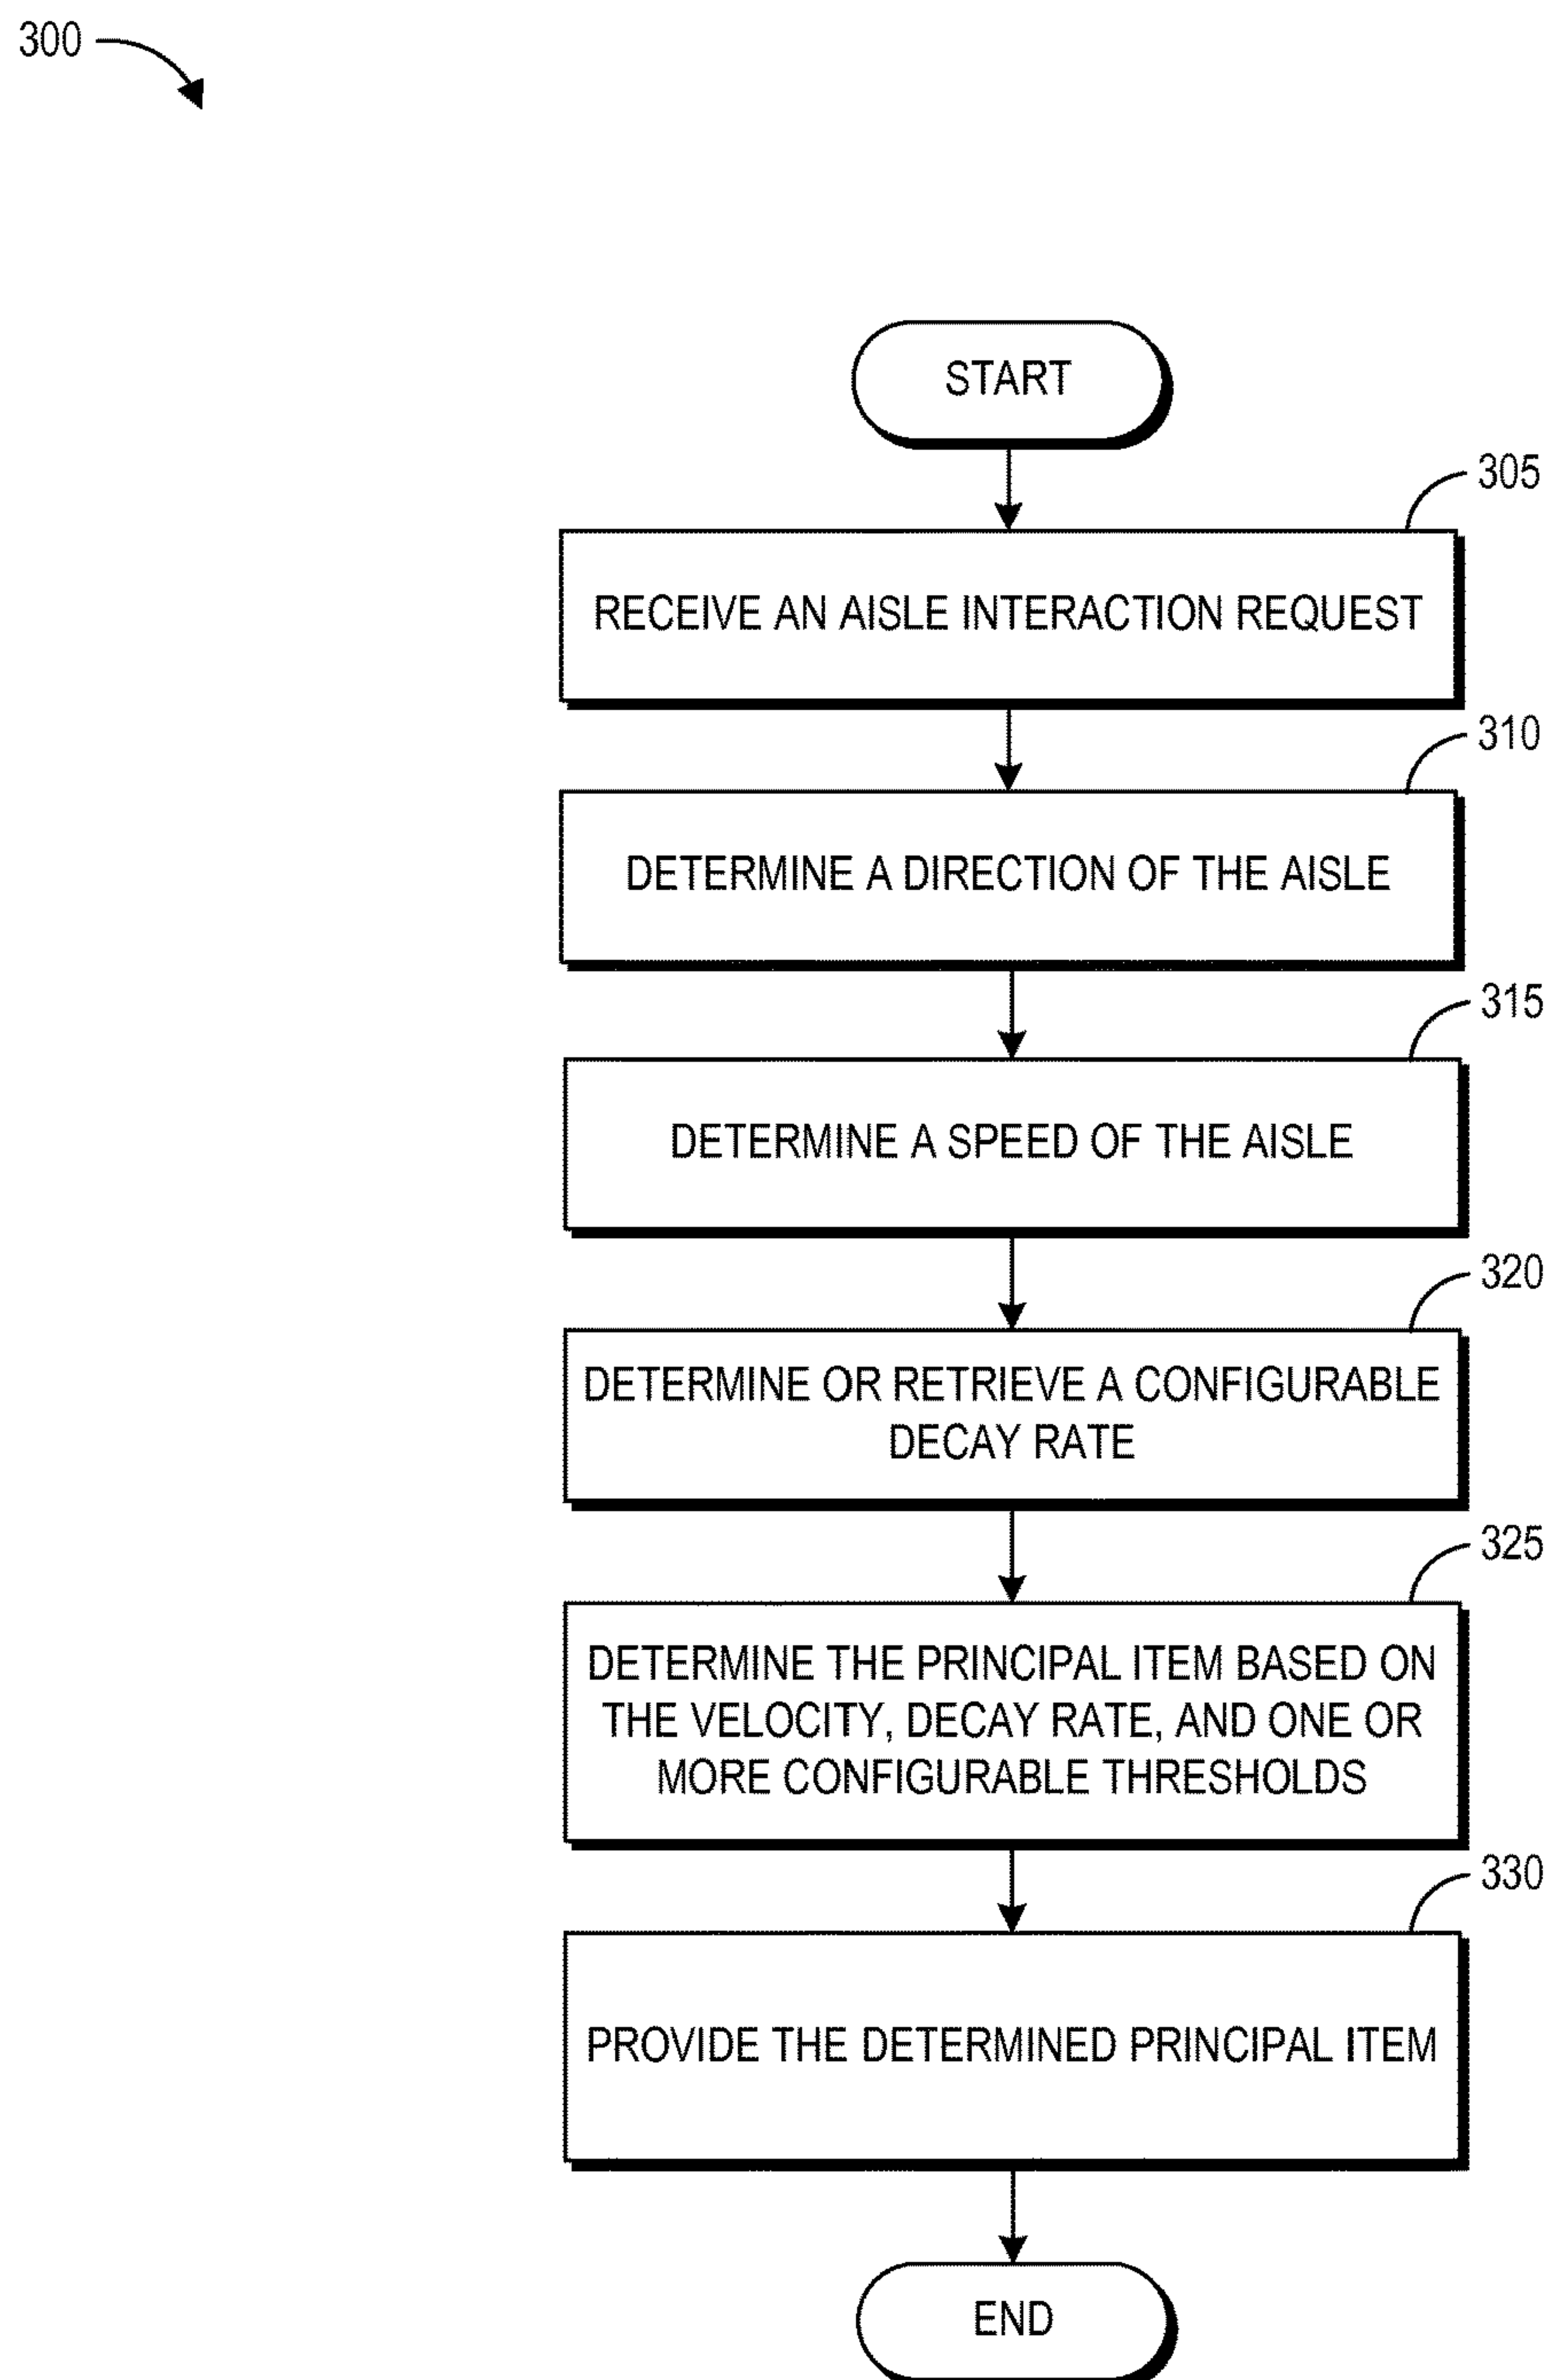 300
START
305
RECEIVE AN AISLE INTERACTION REQUEST
310
DETERMINE A DIRECTION OF THE AISLE
315
DETERMINE A SPEED OF THE AISLE
320
DETERMINE OR RETRIEVE A CONFIGURABLE
DECAY RATE
325
DETERMINE THE PRINCIPAL ITEM BASED ON
THE VELOCITY, DECAY RATE, AND ONE OR
MORE CONFIGURABLE THRESHOLDS
330
PROVIDE THE DETERMINED PRINCIPAL ITEM
END